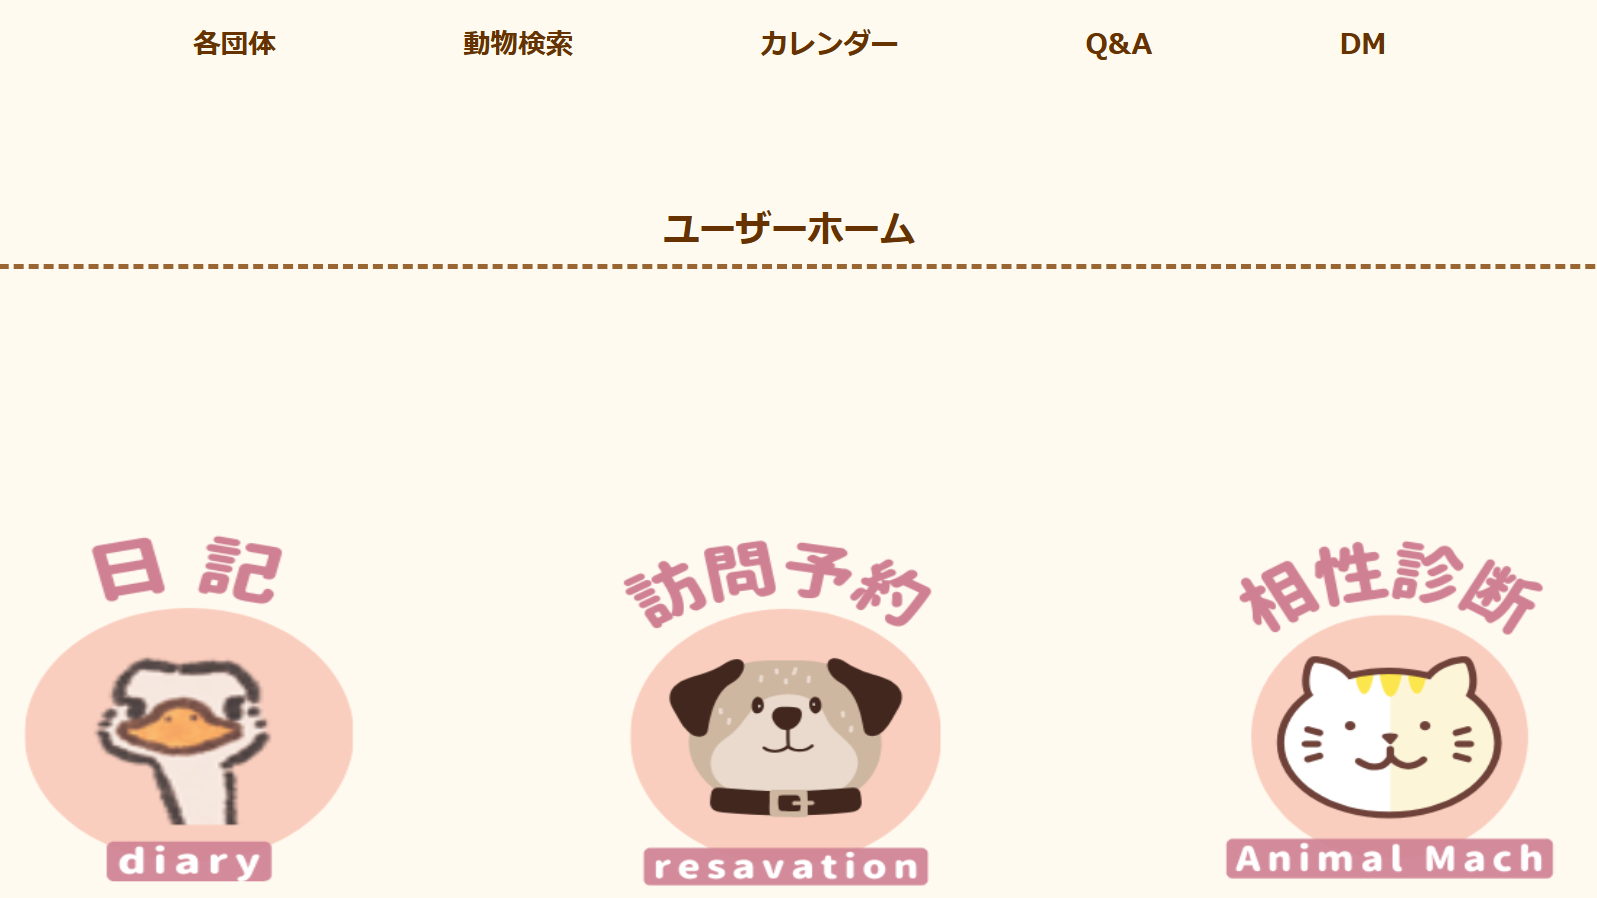 各団体 動物検索 カレンダー Q&A DM
ユーザーホーム
日記 訪問予約 相性診断
diary resavation Animal Mach